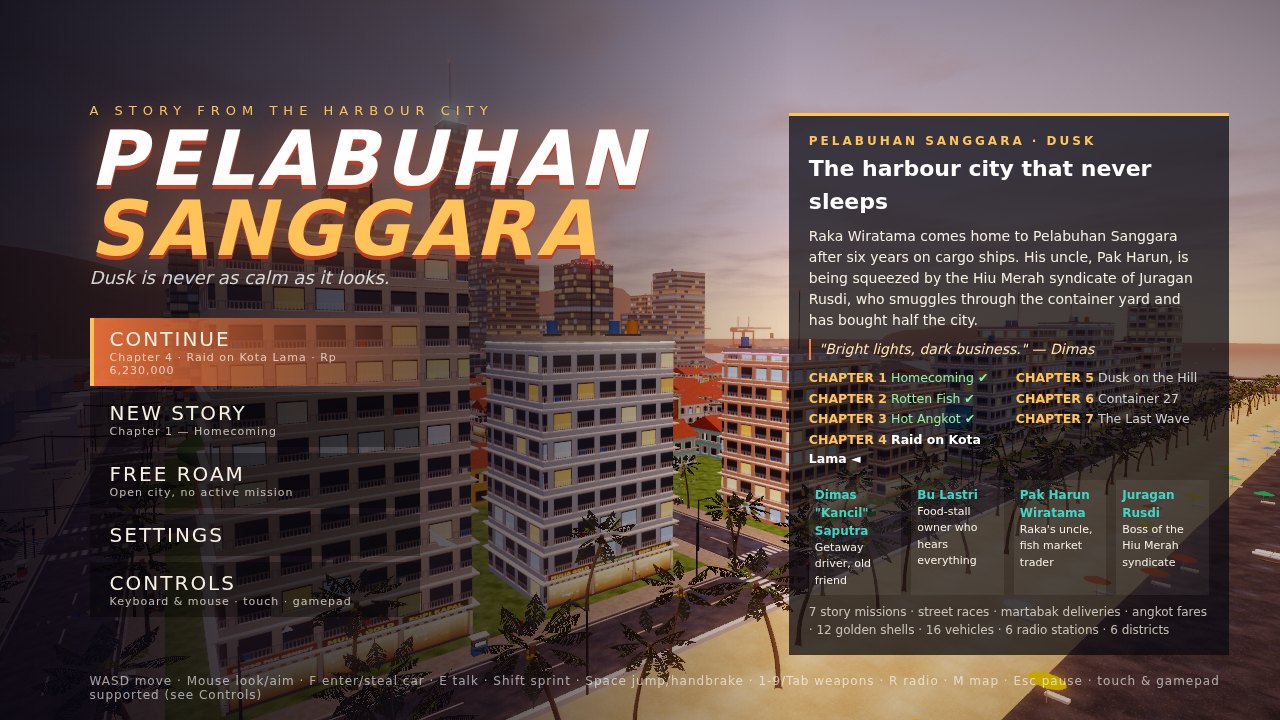 A STORY FROM THE HARBOUR CITY
PELABUHAN
SANGGARA
Dusk is never as calm as it looks.
CONTINUE
Chapter 4 · Raid on Kota Lama · Rp
6,230,000
NEW STORY
Chapter 1 — Homecoming
FREE ROAM
Open city, no active mission
SETTINGS
CONTROLS
Keyboard & mouse · touch · gamepad
PELABUHAN SANGGARA · DUSK
The harbour city that never
sleeps
Raka Wiratama comes home to Pelabuhan Sanggara
after six years on cargo ships. His uncle, Pak Harun, is
being squeezed by the Hiu Merah syndicate of Juragan
Rusdi, who smuggles through the container yard and
has bought half the city.
"Bright lights, dark business." — Dimas
CHAPTER 1 Homecoming ✔
CHAPTER 2 Rotten Fish ✔
CHAPTER 3 Hot Angkot ✔
CHAPTER 4 Raid on Kota
Lama ◄
CHAPTER 5 Dusk on the Hill
CHAPTER 6 Container 27
CHAPTER 7 The Last Wave
Dimas
"Kancil"
Saputra
Getaway
driver, old
friend
Bu Lastri
Food-stall
owner who
hears
everything
Pak Harun
Wiratama
Raka's uncle,
fish market
trader
Juragan
Rusdi
Boss of the
Hiu Merah
syndicate
7 story missions · street races · martabak deliveries · angkot fares
· 12 golden shells · 16 vehicles · 6 radio stations · 6 districts
WASD move · Mouse look/aim · F enter/steal car · E talk · Shift sprint · Space jump/handbrake · 1-9/Tab weapons · R radio · M map · Esc pause · touch & gamepad
supported (see Controls)